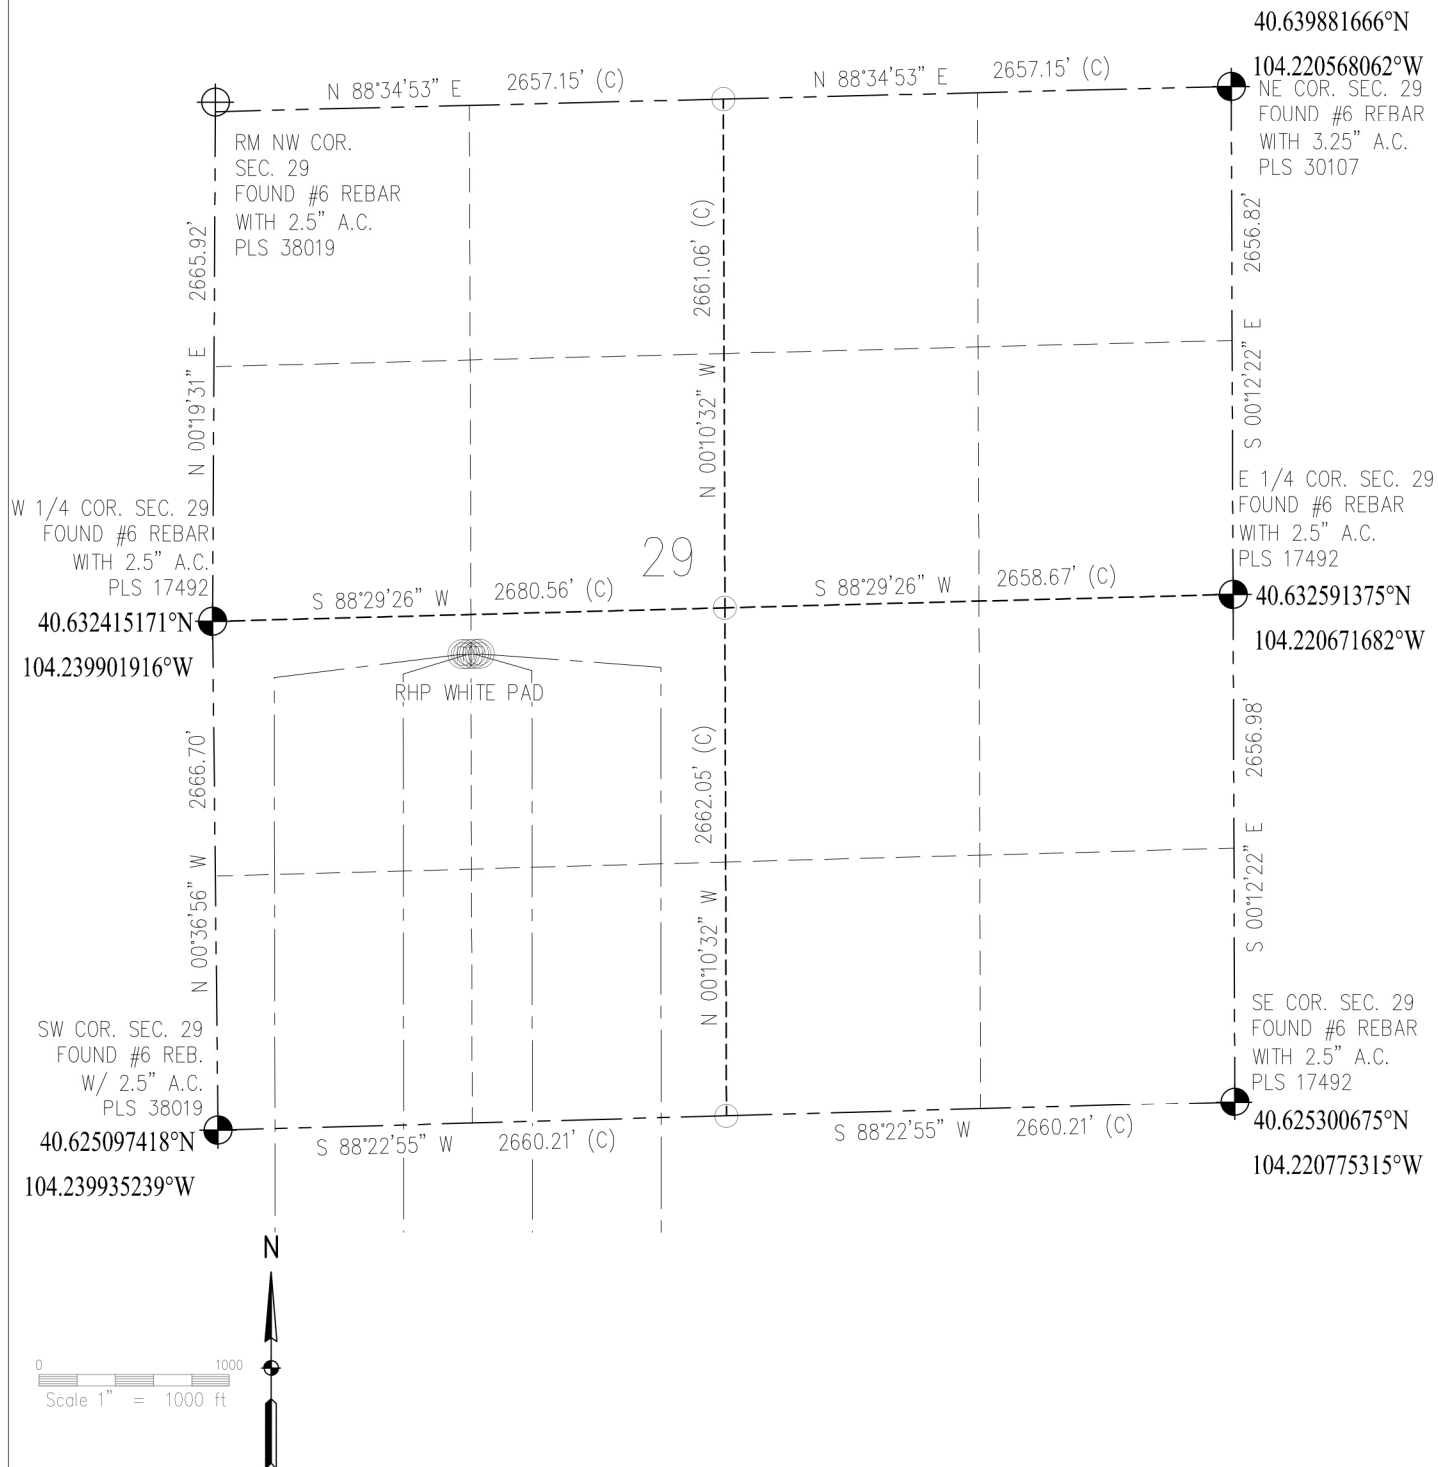 40.639881666°N
104.220568062°W
NE COR. SEC. 29
FOUND #6 REBAR
WITH 3.25" A.C.
PLS 30107
N 88°34'53" E
2657.15' (C)
N 88°34'53" E
2657.15' (C)
RM NW COR.
SEC. 29
FOUND #6 REBAR
WITH 2.5" A.C.
PLS 38019
2665.92'
N 00°19'31" E
2661.06' (C)
N 00°10'32" W
2656.82'
S 00°12'22" E
W 1/4 COR. SEC. 29
FOUND #6 REBAR
WITH 2.5" A.C.
PLS 17492
40.632415171°N
104.239901916°W
29
S 88°29'26" W
2680.56' (C)
S 88°29'26" W
2658.67' (C)
E 1/4 COR. SEC. 29
FOUND #6 REBAR
WITH 2.5" A.C.
PLS 17492
40.632591375°N
104.220671682°W
RHP WHITE PAD
2666.70'
N 00°36'56" W
2662.05' (C)
N 00°10'32" W
2656.98'
S 00°12'22" E
SW COR. SEC. 29
FOUND #6 REB.
W/ 2.5" A.C.
PLS 38019
40.625097418°N
104.239935239°W
S 88°22'55" W
2660.21' (C)
S 88°22'55" W
2660.21' (C)
SE COR. SEC. 29
FOUND #6 REBAR
WITH 2.5" A.C.
PLS 17492
40.625300675°N
104.220775315°W
N
0 1000
Scale 1" = 1000 ft